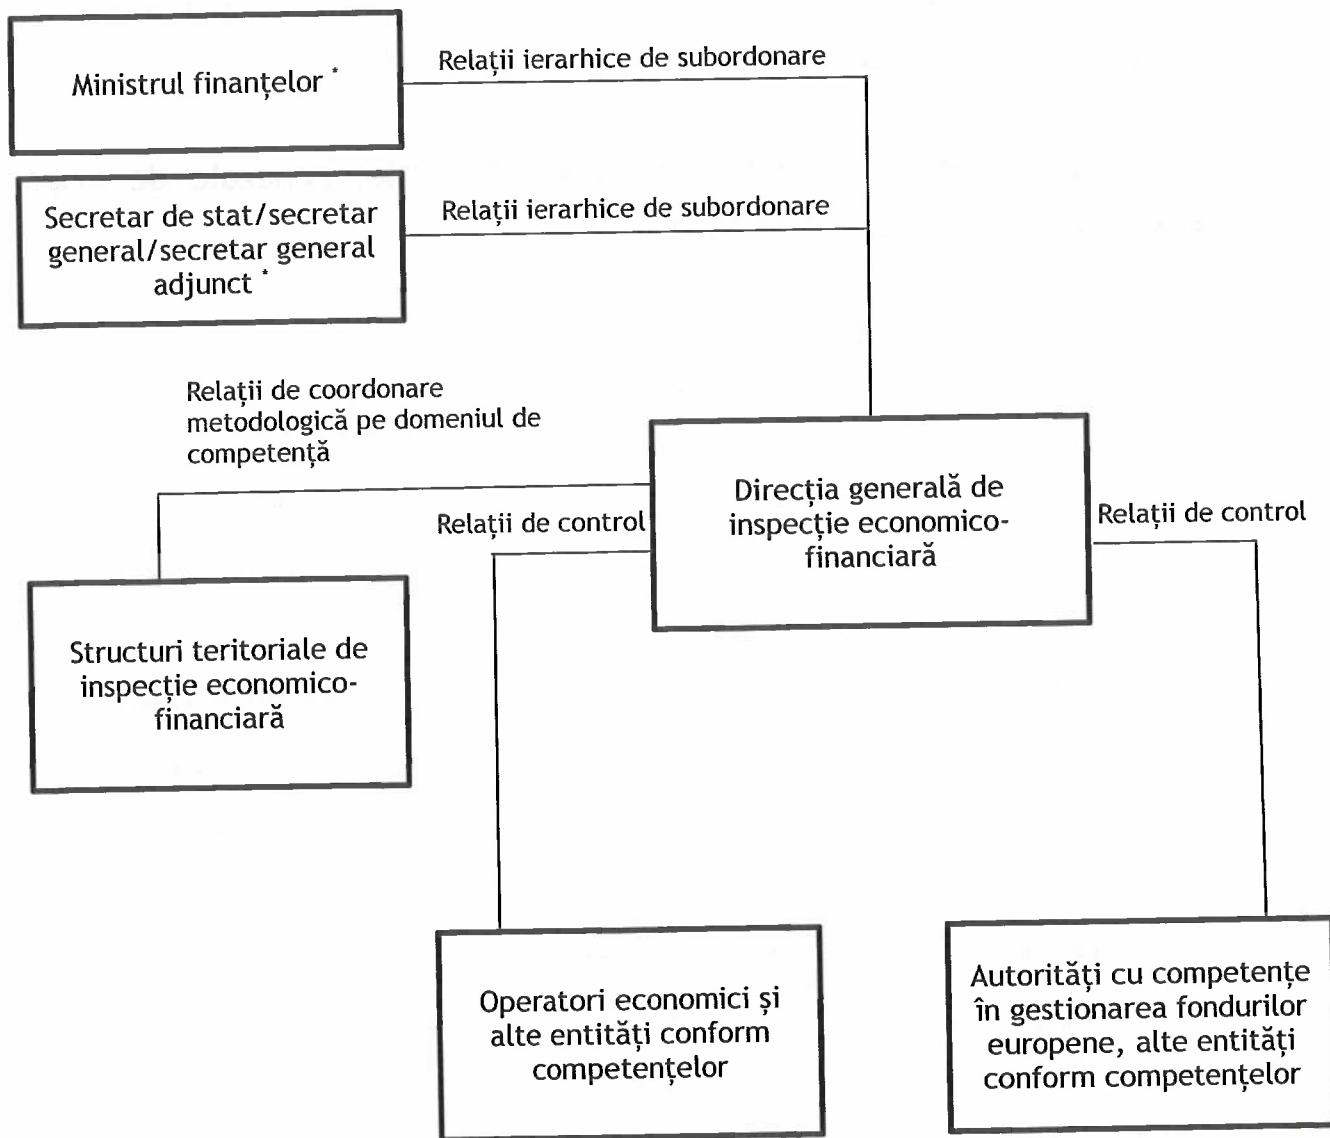 Ministrul finanțelor *
Relații ierarhice de subordonare
Secretar de stat/secretar
general/secretar general
adjunct *
Relații ierarhice de subordonare
Relații de coordonare
metodologică pe domeniul de
competență
Direcția generală de
inspecție economico-
financiară
Relații de control
Relații de control
Structuri teritoriale de
inspecție economico-
financiară
Operatori economici și
alte entități conform
competențelor
Autorități cu competențe
în gestionarea fondurilor
europene, alte entități
conform competențelor